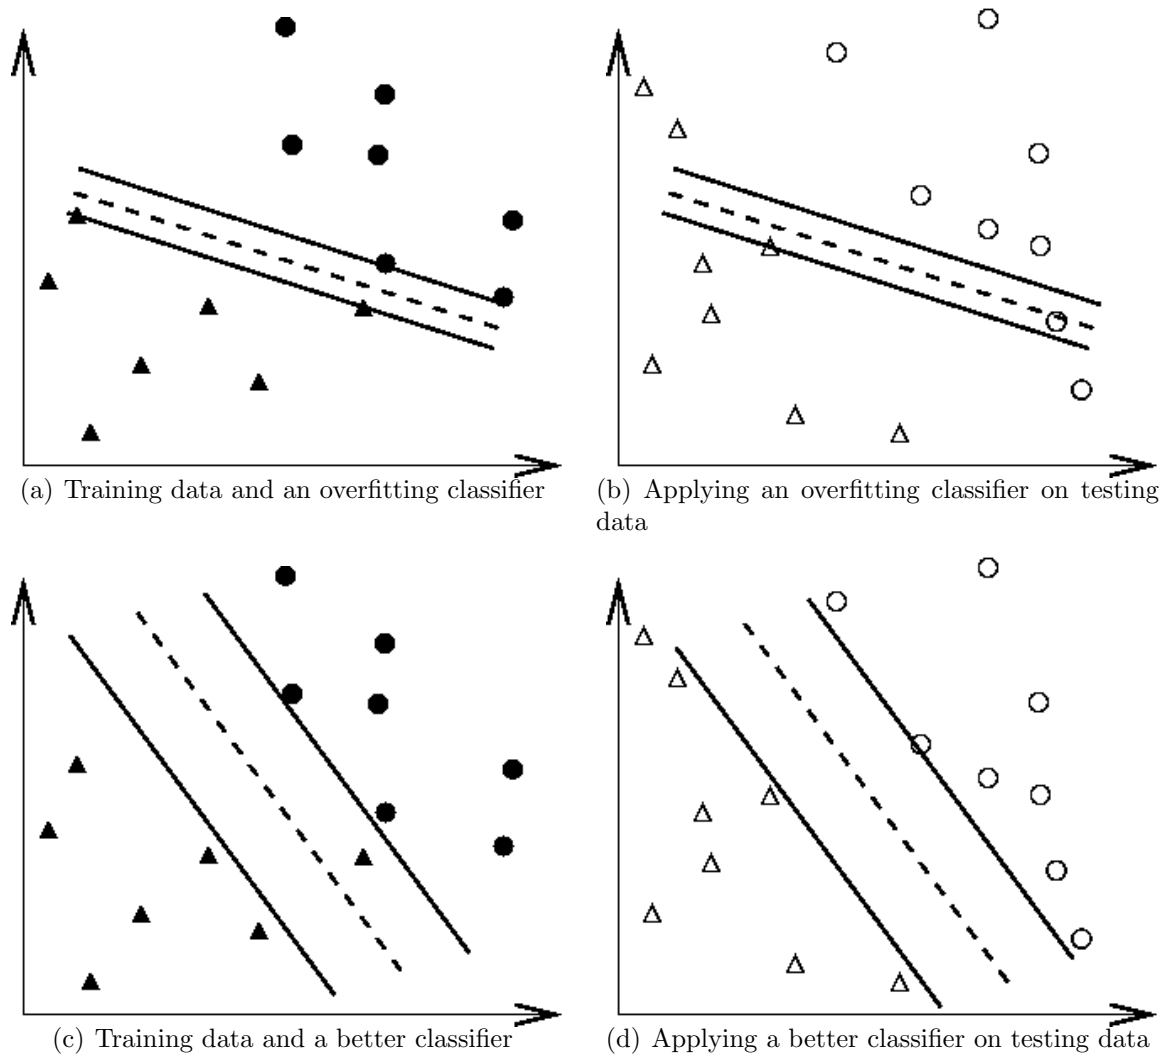 (a) Training data and an overfitting classifier
(b) Applying an overfitting classifier on testing
data
(c) Training data and a better classifier
(d) Applying a better classifier on testing data